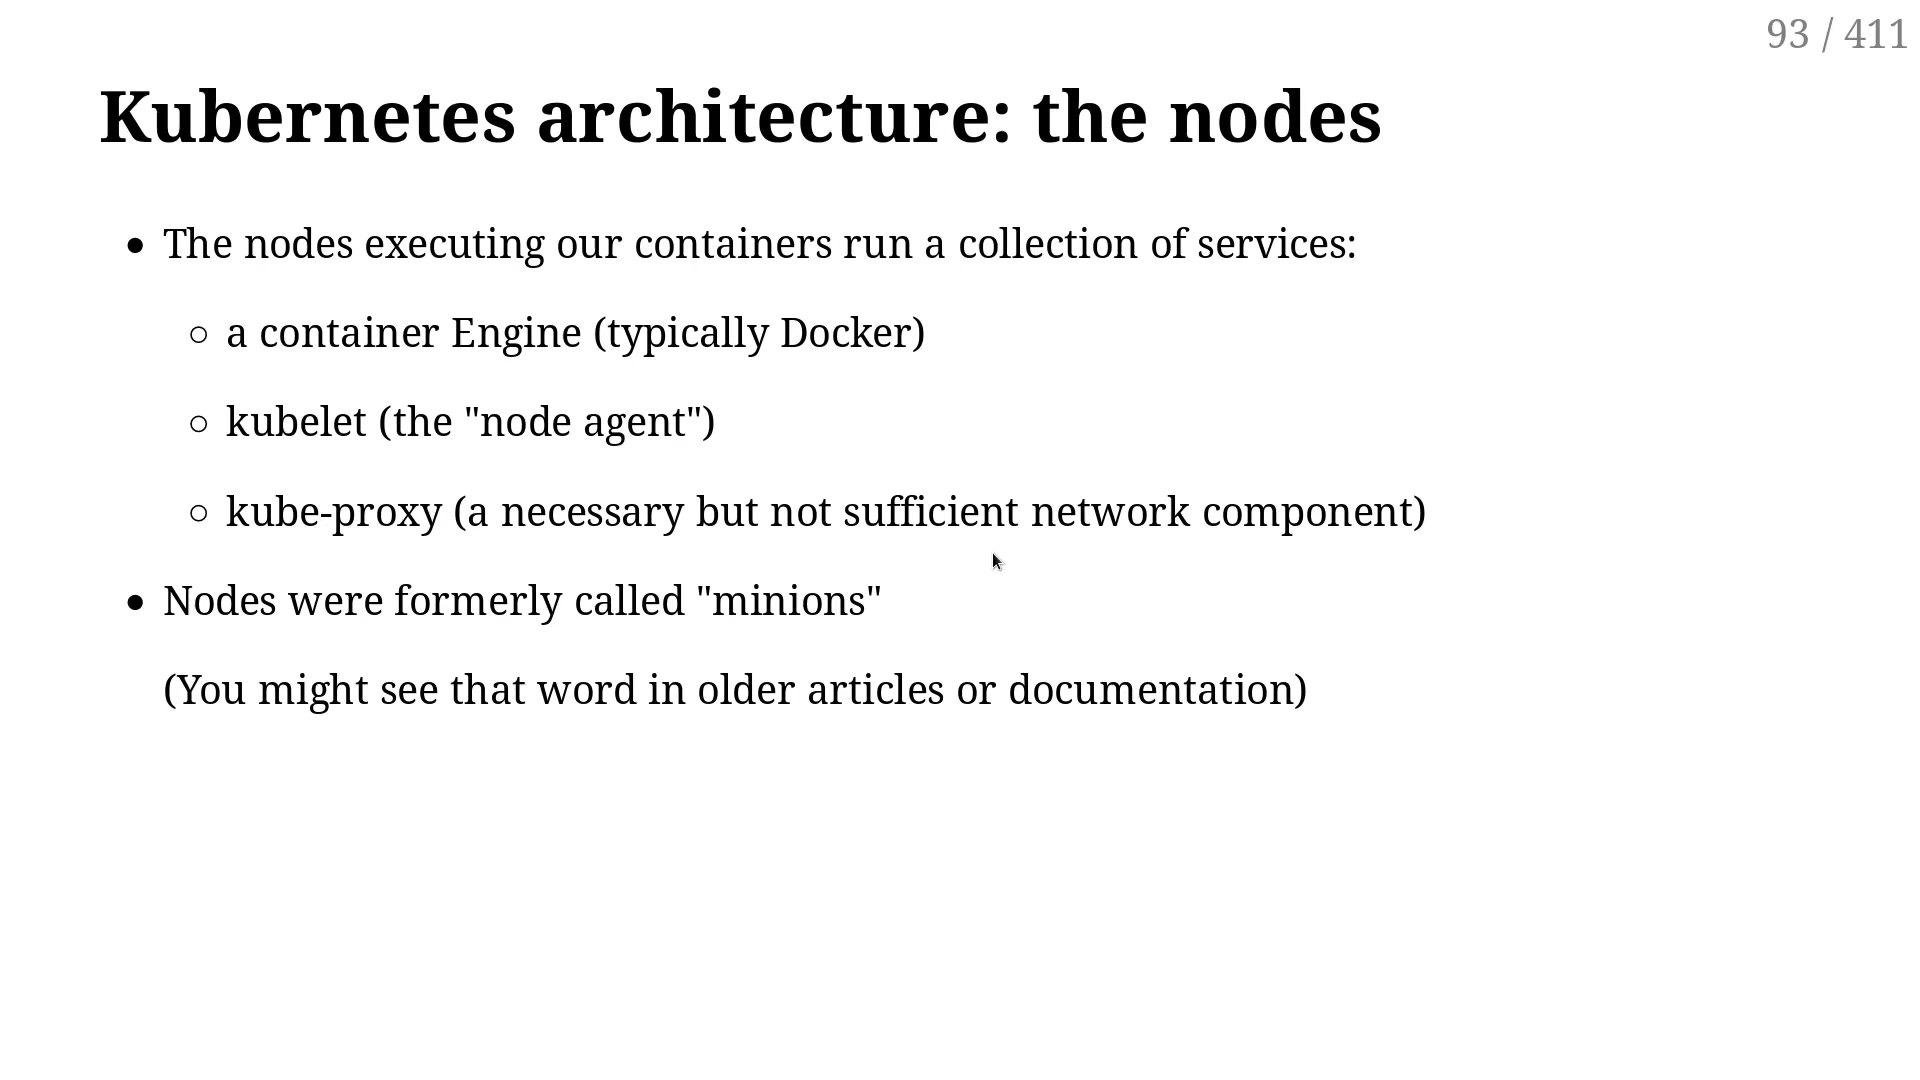 93 / 411
Kubernetes architecture: the nodes
The nodes executing our containers run a collection of services:
a container Engine (typically Docker)
kubelet (the "node agent")
kube-proxy (a necessary but not sufficient network component)
Nodes were formerly called "minions"
(You might see that word in older articles or documentation)